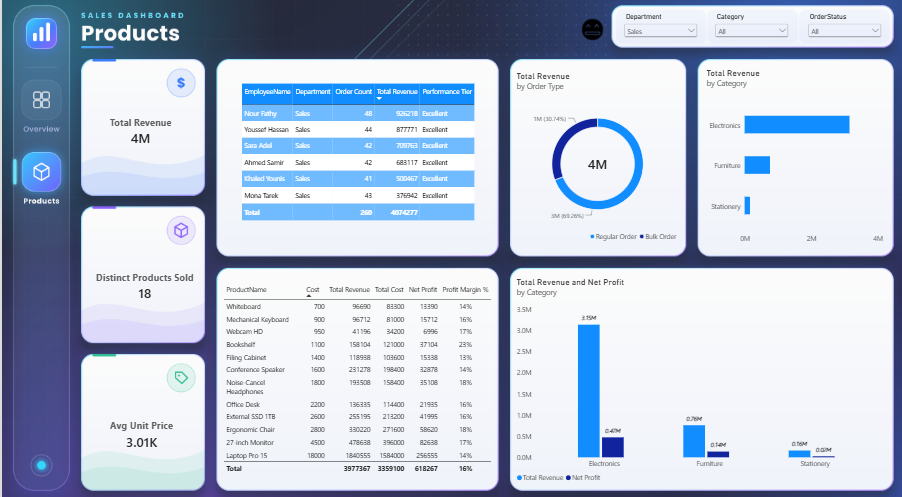 SALES DASHBOARD
Products
Department
Sales
Category
All
OrderStatus
All
Overview
Products
Total Revenue
4M
Distinct Products Sold
18
Avg Unit Price
3.01K
EmployeeName Department Order Count Total Revenue Performance Tier
Nour Fathy Sales 48 926218 Excellent
Youssef Hassan Sales 44 877771 Excellent
Sara Adel Sales 42 709763 Excellent
Ahmed Samir Sales 42 683117 Excellent
Khaled Younis Sales 41 500467 Excellent
Mona Tarek Sales 43 376942 Excellent
Total 260 4074277
Total Revenue
by Order Type
1M (30.74%)
4M
3M (69.26%)
Regular Order Bulk Order
Total Revenue
by Category
Electronics
Furniture
Stationery
0M 2M 4M
ProductName Cost Total Revenue Total Cost Net Profit Profit Margin %
Whiteboard 700 96690 83300 13390 14%
Mechanical Keyboard 900 96712 81000 15712 16%
Webcam HD 950 41196 34200 6996 17%
Bookshelf 1100 158104 121000 37104 23%
Filing Cabinet 1400 118938 103600 15338 13%
Conference Speaker 1600 231278 198400 32878 14%
Noise Cancel 1800 193508 158400 35108 18%
Headphones
Office Desk 2200 136335 114400 21935 16%
External SSD 1TB 2600 255195 213200 41995 16%
Ergonomic Chair 2800 330220 271600 58620 18%
27-inch Monitor 4500 478638 396000 82638 17%
Laptop Pro 15 18000 1840555 1584000 256555 14%
Total 3977367 3359100 618267 16%
Total Revenue and Net Profit
by Category
3.5M
3.0M
2.5M
2.0M
1.5M
1.0M
0.5M
0.0M
3.15M
0.47M
0.76M
0.14M
0.16M
0.02M
Electronics Furniture Stationery
Total Revenue Net Profit